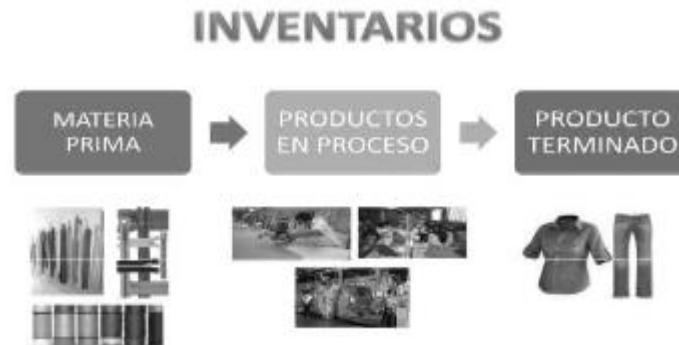 INVENTARIOS
MATERIA
PRIMA
PRODUCTOS
EN PROCESO
PRODUCTO
TERMINADO